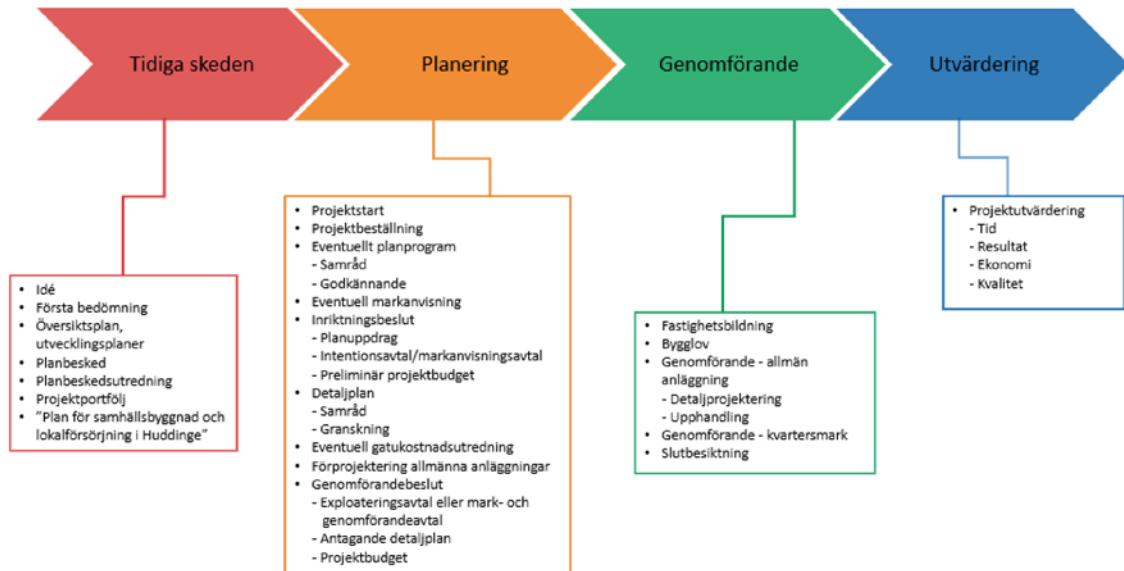 Tidiga skeden
Planering
Genomförande
Utvärdering
• Idé
• Första bedömning
• Översiktsplan,
utvecklingsplaner
• Planbesked
• Planbeskedsutredning
• Projektportfölj
• ”Plan för samhällsbyggnad och
lokalförsörjning i Huddinge”
• Projektstart
• Projektbeställning
• Eventuellt planprogram
- Samråd
- Godkännande
• Eventuell markanvisning
• Inriktningsbeslut
- Planuppdrag
- Intentionsavtal/markanvisningsavtal
- Preliminär projektbudget
• Detaljplan
- Samråd
- Granskning
• Eventuell gatukostnadsutredning
• Förprojektering allmänna anläggningar
• Genomförandebeslut
- Exploateringsavtal eller mark- och
genomförandeavtal
- Antagande detaljplan
- Projektbudget
• Fastighetsbildning
• Bygglov
• Genomförande - allmän
anläggning
- Detaljprojektering
- Upphandling
• Genomförande - kvartersmark
• Slutbesiktning
• Projektutvärdering
- Tid
- Resultat
- Ekonomi
- Kvalitet